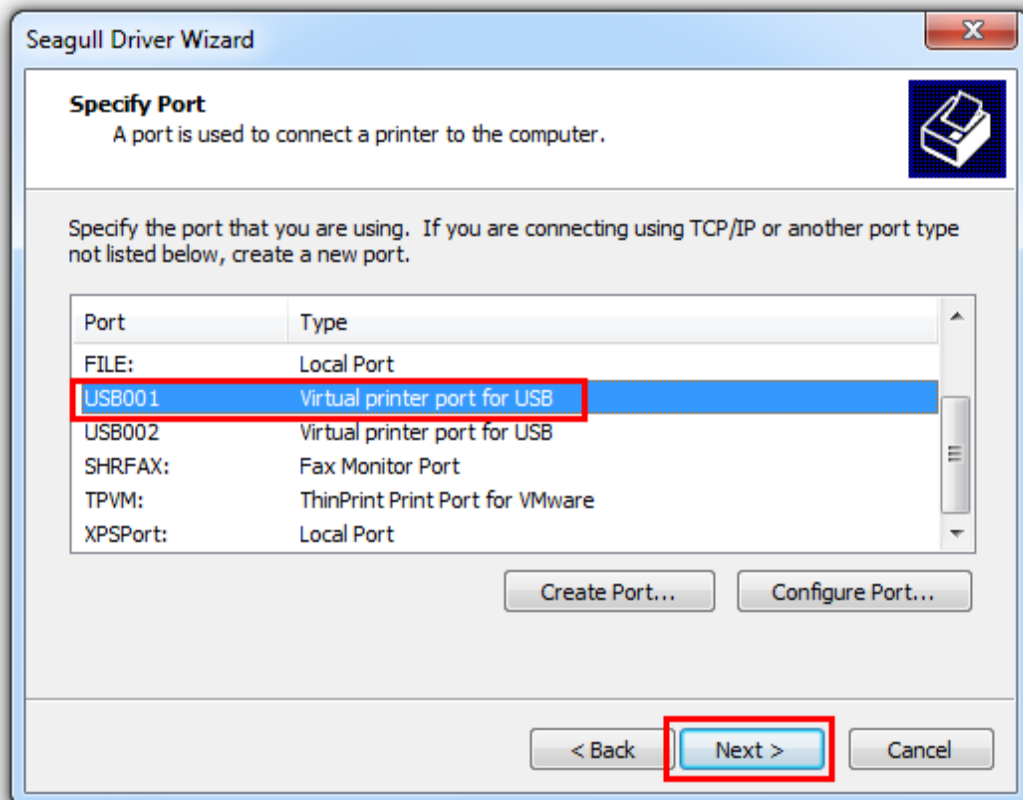 Seagull Driver Wizard
Specify Port
A port is used to connect a printer to the computer.
Specify the port that you are using.  If you are connecting using TCP/IP or another port type
not listed below, create a new port.
Port Type
FILE: Local Port
USB001 Virtual printer port for USB
USB002 Virtual printer port for USB
SHRFAX: Fax Monitor Port
TPVM: ThinPrint Print Port for VMware
XPSPort: Local Port
Create Port... Configure Port...
< Back Next > Cancel